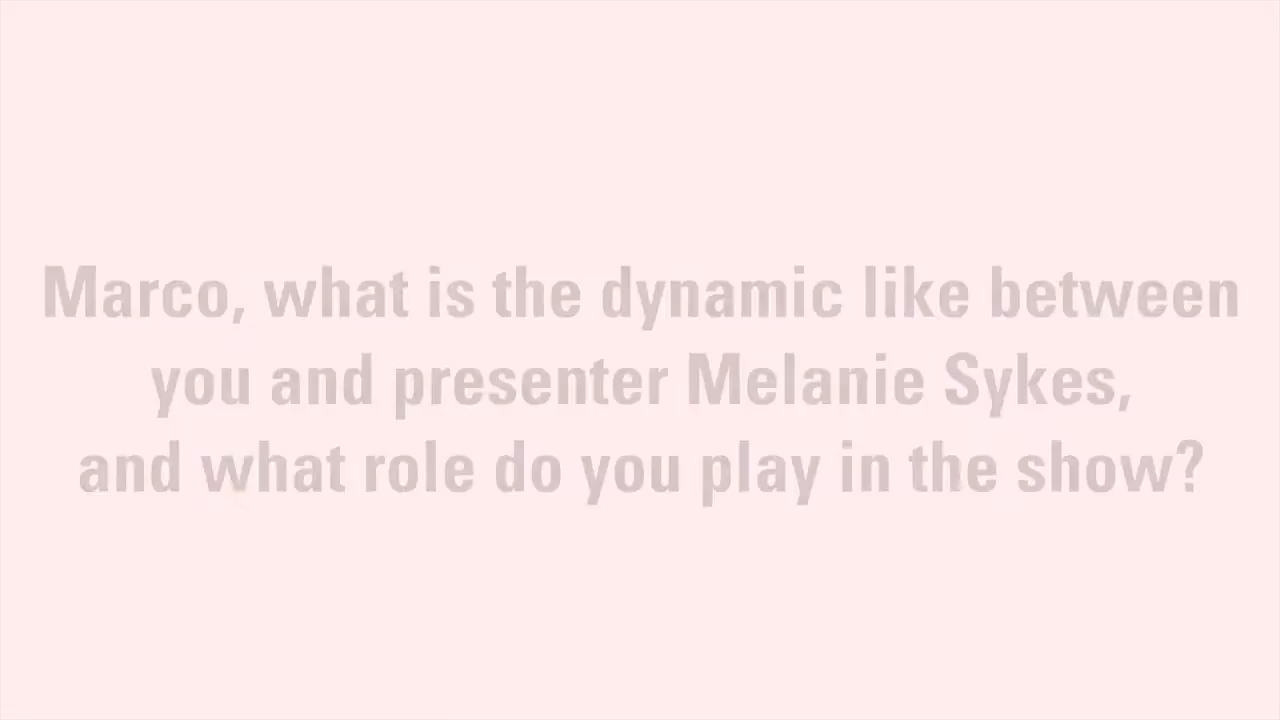 Marco, what is the dynamic like between
you and presenter Melanie Sykes,
and what role do you play in the show?